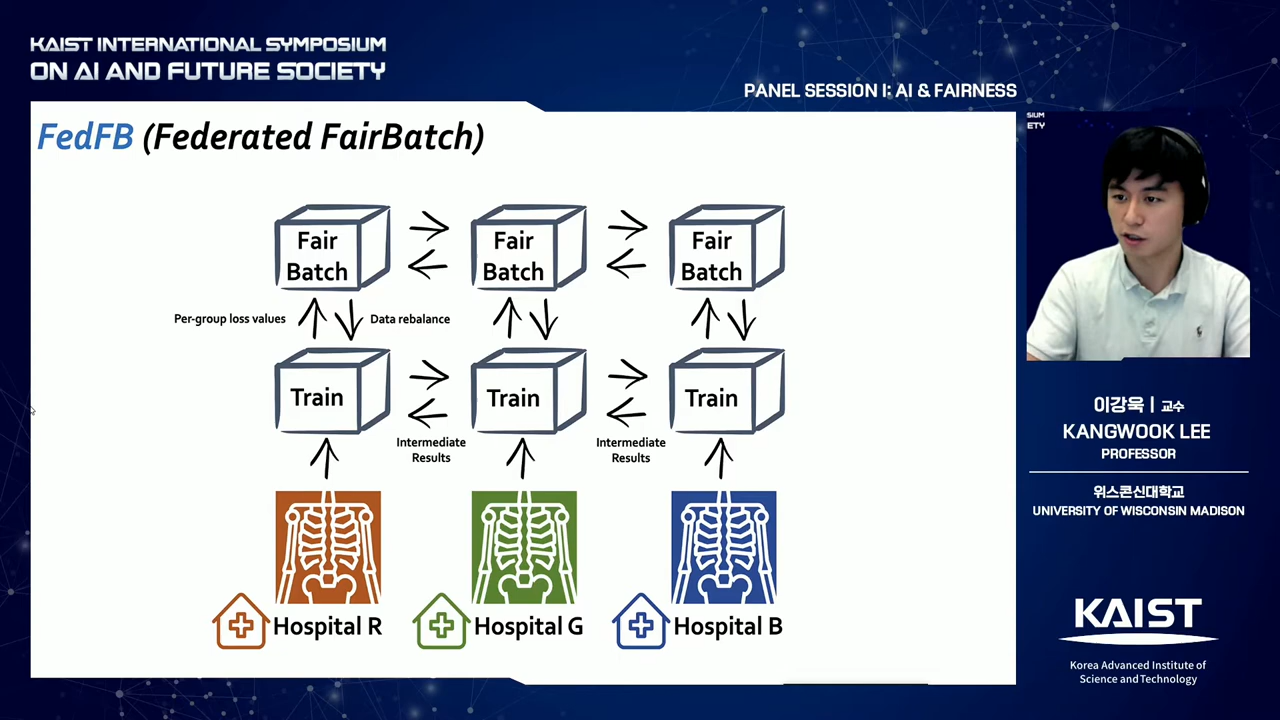 KAIST INTERNATIONAL SYMPOSIUM
ON AI AND FUTURE SOCIETY
PANEL SESSION I: AI & FAIRNESS
FedFB (Federated FairBatch)
Fair
Batch
Fair
Batch
Fair
Batch
Per-group loss values
Data rebalance
Train
Train
Train
Intermediate
Results
Intermediate
Results
Hospital R
Hospital G
Hospital B
SIUM
ETY
이강욱 | 교수
KANGWOOK LEE
PROFESSOR
위스콘신대학교
UNIVERSITY OF WISCONSIN MADISON
KAIST
Korea Advanced Institute of
Science and Technology